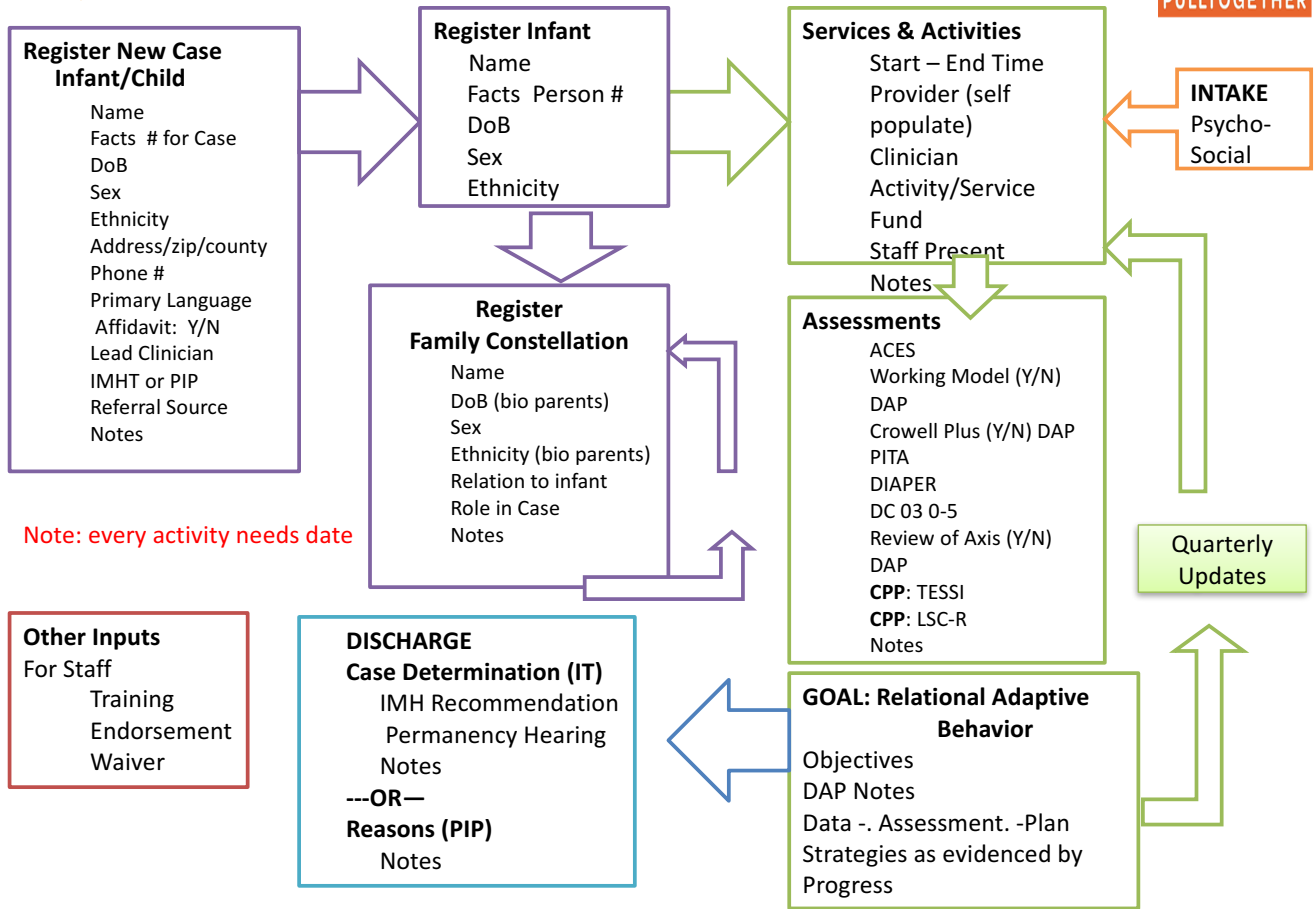 PULLTOGETHER
Register New Case
Infant/Child
Name
Facts # for Case
DoB
Sex
Ethnicity
Address/zip/county
Phone #
Primary Language
Affidavit: Y/N
Lead Clinician
IMHT or PIP
Referral Source
Notes
Register Infant
Name
Facts Person #
DoB
Sex
Ethnicity
Services & Activities
Start – End Time
Provider (self
populate)
Clinician
Activity/Service
Fund
Staff Present
Notes
INTAKE
Psycho-
Social
Register
Family Constellation
Name
DoB (bio parents)
Sex
Ethnicity (bio parents)
Relation to infant
Role in Case
Notes
Assessments
ACES
Working Model (Y/N)
DAP
Crowell Plus (Y/N) DAP
PITA
DIAPER
DC 03 0-5
Review of Axis (Y/N)
DAP
CPP: TESSI
CPP: LSC-R
Notes
Note: every activity needs date
Quarterly
Updates
Other Inputs
For Staff
Training
Endorsement
Waiver
DISCHARGE
Case Determination (IT)
IMH Recommendation
Permanency Hearing
Notes
---OR—
Reasons (PIP)
Notes
GOAL: Relational Adaptive
Behavior
Objectives
DAP Notes
Data -. Assessment. -Plan
Strategies as evidenced by
Progress